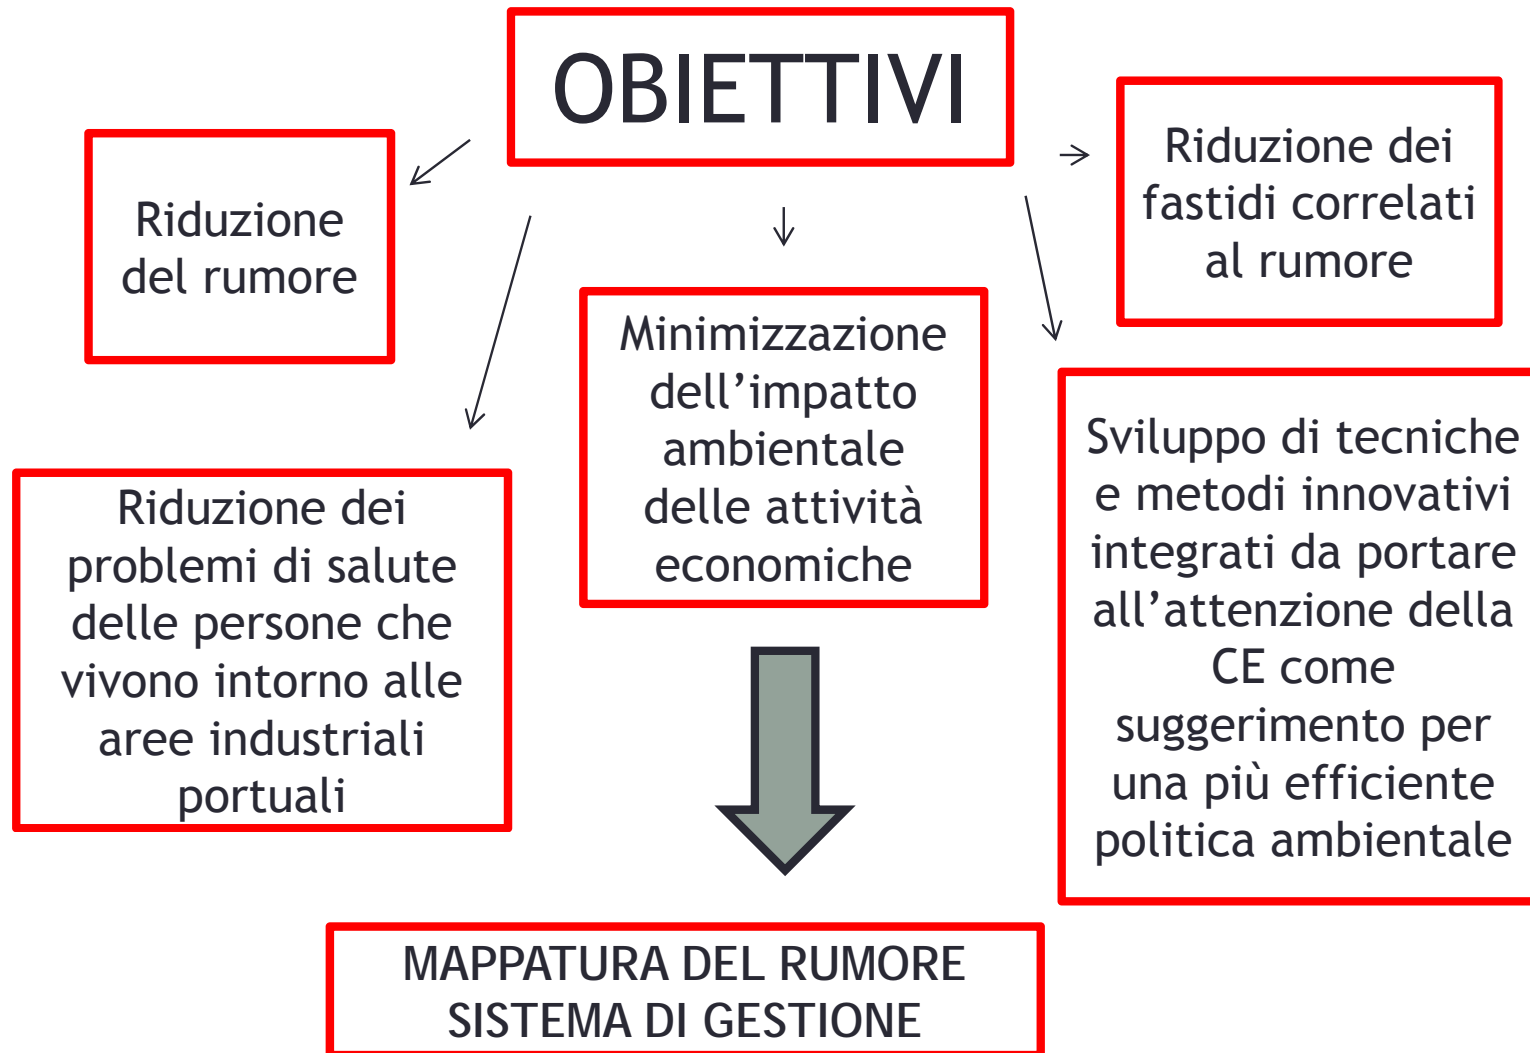 OBIETTIVI
Riduzione
del rumore
Riduzione dei
fastidi correlati
al rumore
Minimizzazione
dell’impatto
ambientale
delle attività
economiche
Riduzione dei
problemi di salute
delle persone che
vivono intorno alle
aree industriali
portuali
Sviluppo di tecniche
e metodi innovativi
integrati da portare
all’attenzione della
CE come
suggerimento per
una più efficiente
politica ambientale
MAPPATURA DEL RUMORE
SISTEMA DI GESTIONE